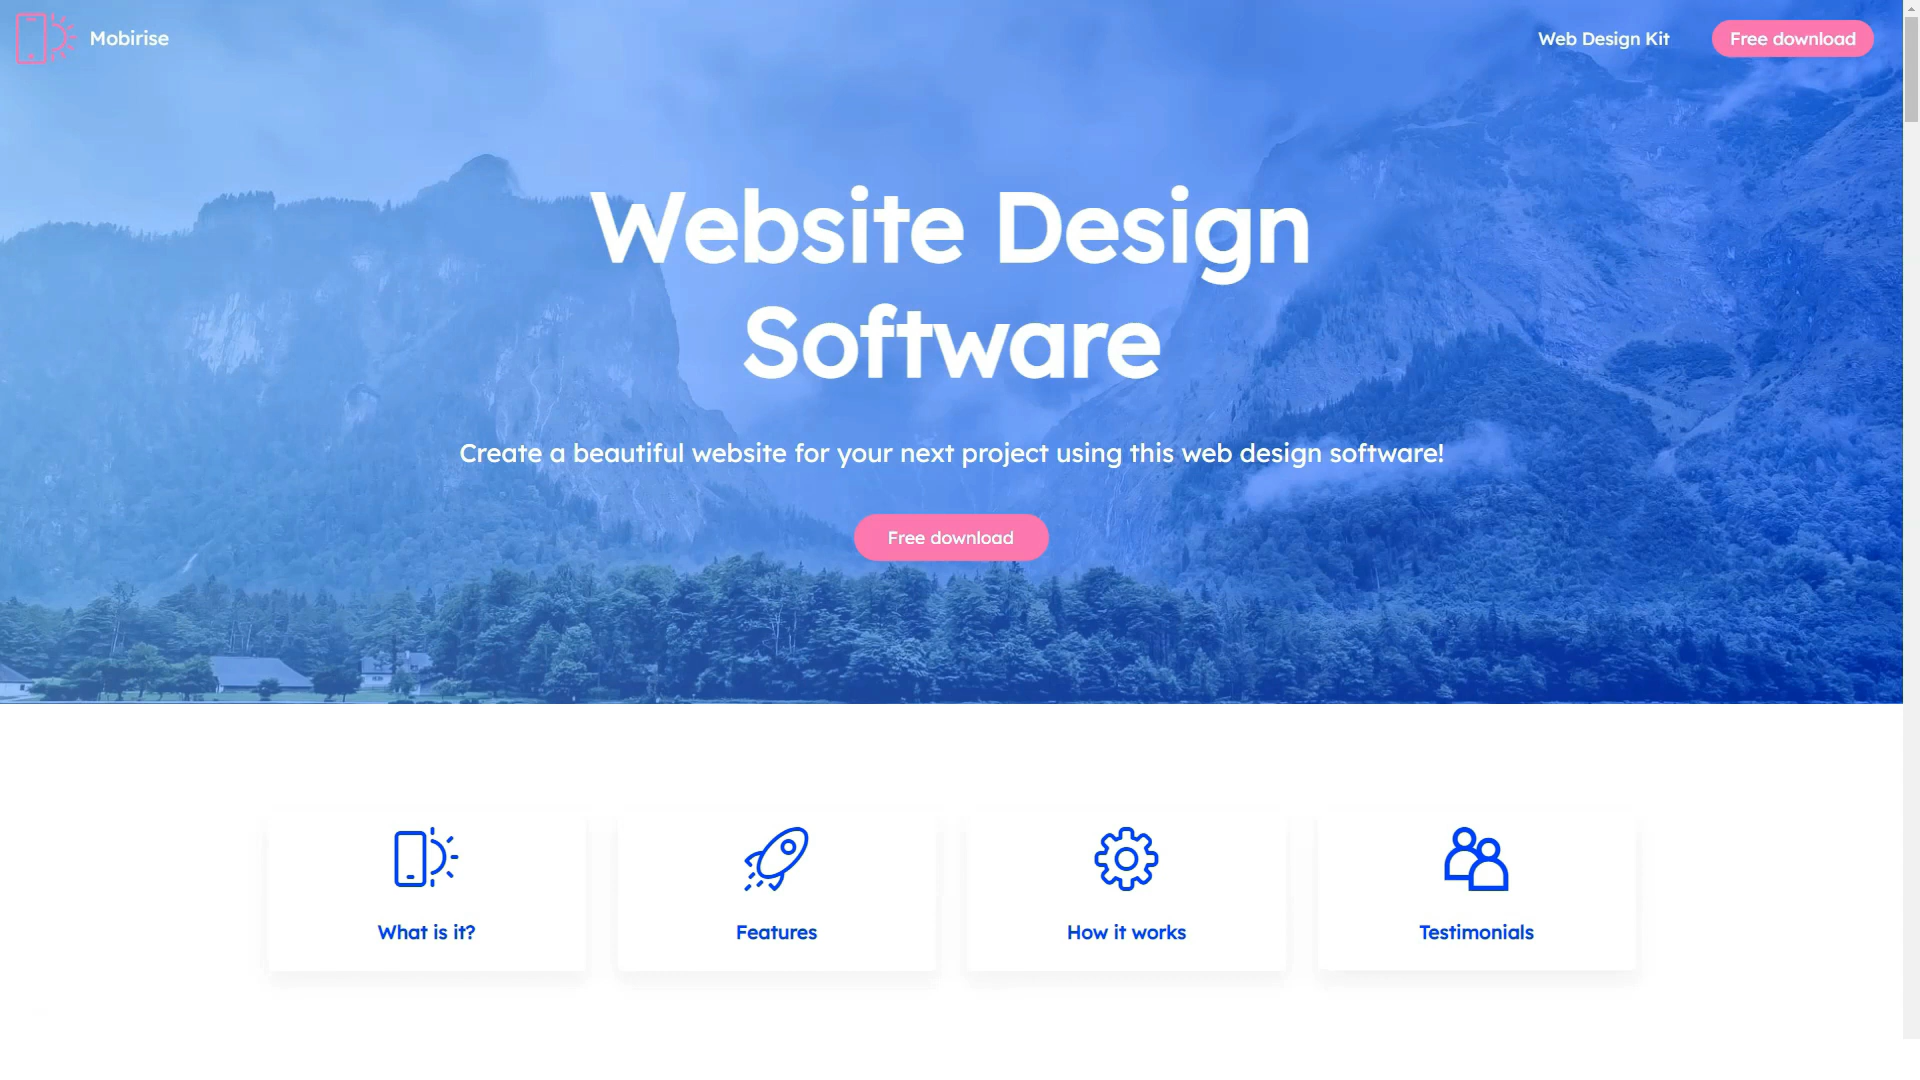 Mobirise
Web Design Kit
Free download
Website Design
Software
Create a beautiful website for your next project using this web design software!
Free download
What is it?
Features
How it works
Testimonials